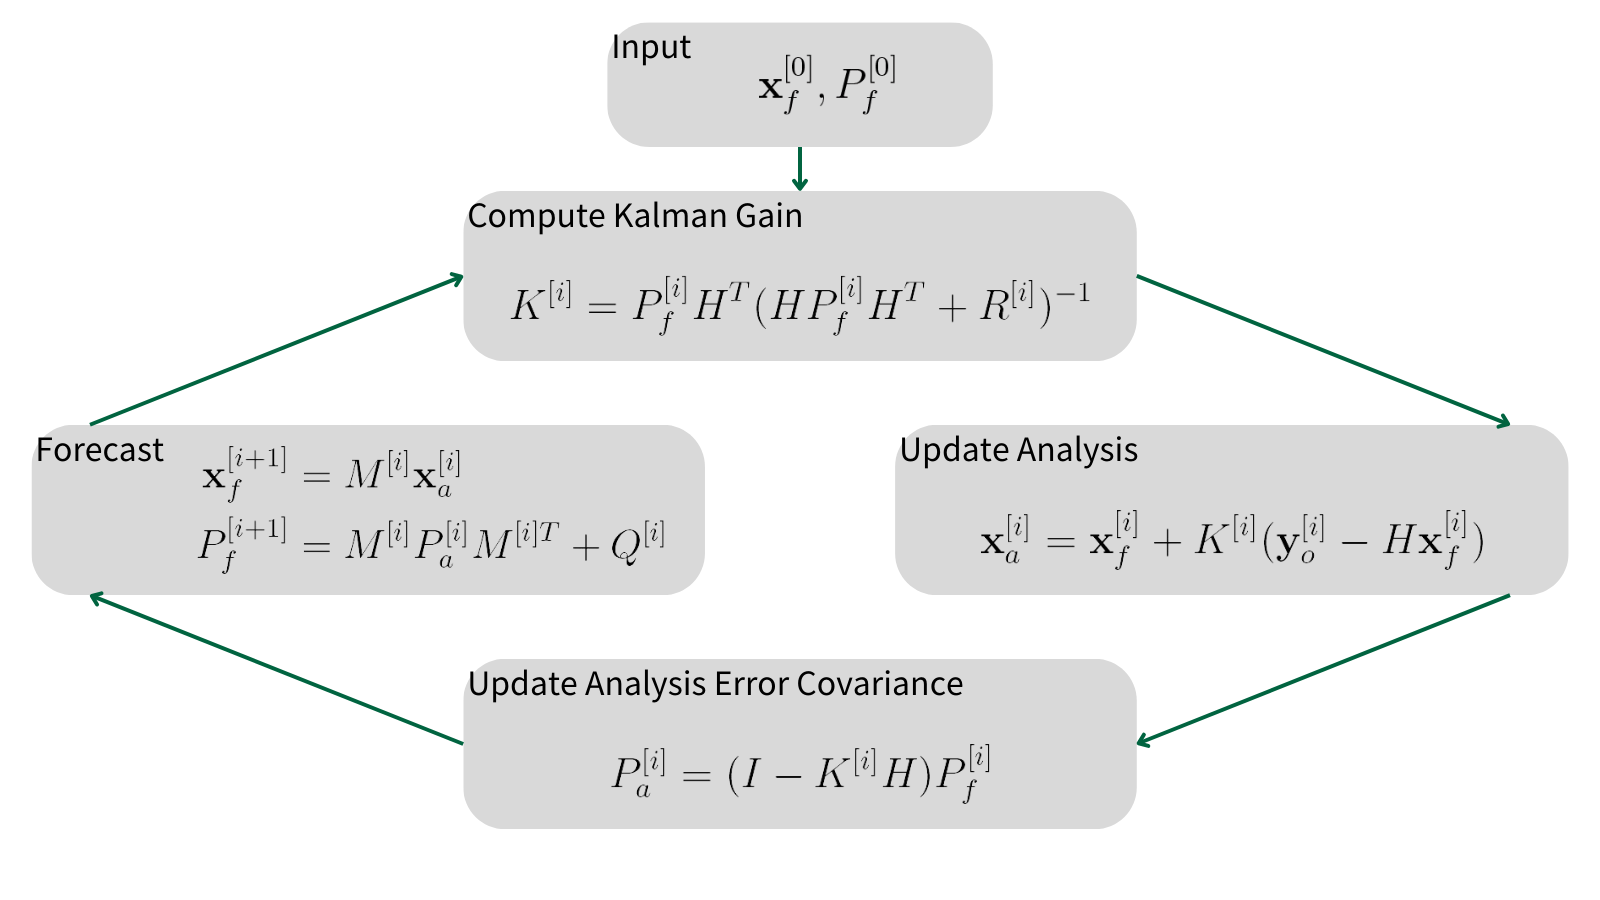 Input
$\mathbf{x}_f^{[0]}, P_f^{[0]}$
Compute Kalman Gain
$K^{[i]} = P_f^{[i]} H^T (H P_f^{[i]} H^T + R^{[i]})^{-1}$
Forecast
$\mathbf{x}_f^{[i+1]} = M^{[i]} \mathbf{x}_a^{[i]}$
$P_f^{[i+1]} = M^{[i]} P_a^{[i]} M^{[i]T} + Q^{[i]}$
Update Analysis
$\mathbf{x}_a^{[i]} = \mathbf{x}_f^{[i]} + K^{[i]} (\mathbf{y}_o^{[i]} - H \mathbf{x}_f^{[i]})$
Update Analysis Error Covariance
$P_a^{[i]} = (I - K^{[i]} H) P_f^{[i]}$